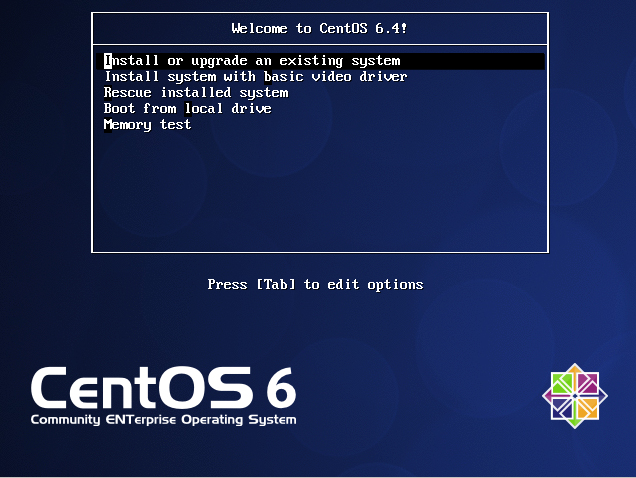 Welcome to CentOS 6.4!
Install or upgrade an existing system
Install system with basic video driver
Rescue installed system
Boot from local drive
Memory test
Press [Tab] to edit options
CentOS 6
Community ENTerprise Operating System